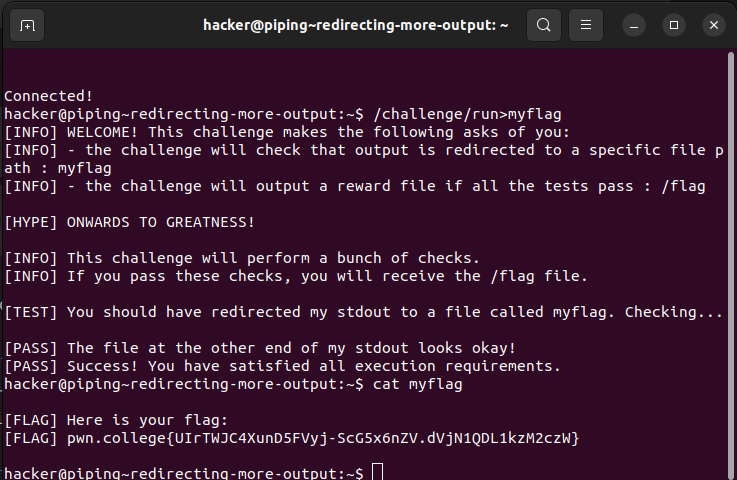 hacker@piping~redirecting-more-output: ~
Connected!
hacker@piping~redirecting-more-output:~$ /challenge/run>myflag
[INFO] WELCOME! This challenge makes the following asks of you:
[INFO] - the challenge will check that output is redirected to a specific file p
ath : myflag
[INFO] - the challenge will output a reward file if all the tests pass : /flag
[HYPE] ONWARDS TO GREATNESS!
[INFO] This challenge will perform a bunch of checks.
[INFO] If you pass these checks, you will receive the /flag file.
[TEST] You should have redirected my stdout to a file called myflag. Checking...
[PASS] The file at the other end of my stdout looks okay!
[PASS] Success! You have satisfied all execution requirements.
hacker@piping~redirecting-more-output:~$ cat myflag
[FLAG] Here is your flag:
[FLAG] pwn.college{UIrTWJC4XunD5FVyj-ScG5x6nZV.dVjN1QDL1kzM2czW}
hacker@piping~redirecting-more-output:~$